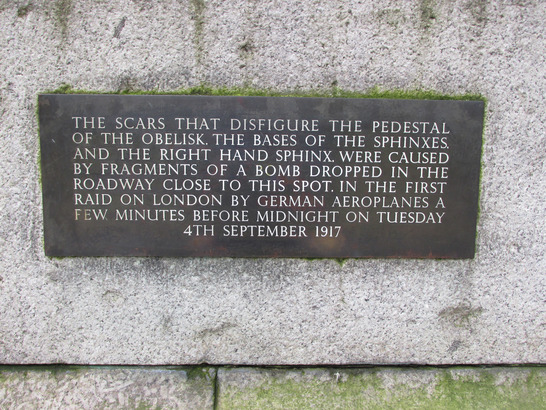 THE SCARS THAT DISFIGURE THE PEDESTAL
OF THE OBELISK, THE BASES OF THE SPHINXES,
AND THE RIGHT HAND SPHINX, WERE CAUSED
BY FRAGMENTS OF A BOMB DROPPED IN THE
ROADWAY CLOSE TO THIS SPOT, IN THE FIRST
RAID ON LONDON BY GERMAN AEROPLANES A
FEW MINUTES BEFORE MIDNIGHT ON TUESDAY
4TH SEPTEMBER 1917